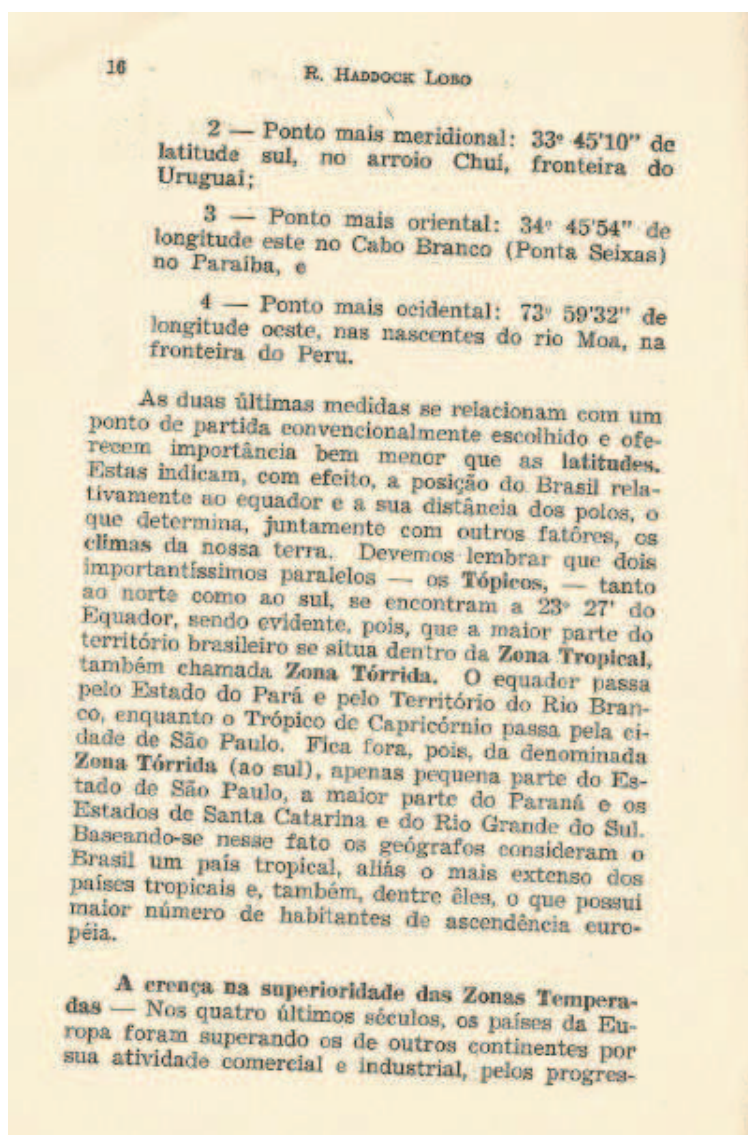 16
R. HADDOCK LOBO
2 — Ponto mais meridional: 33º 45'10" de
latitude sul, no arroio Chuí, fronteira do
Uruguai;
3 — Ponto mais oriental: 34º 45'54" de
longitude este no Cabo Branco (Ponta Seixas)
no Paraíba, e
4 — Ponto mais ocidental: 73º 59'32" de
longitude oeste, nas nascentes do rio Moa, na
fronteira do Peru.
As duas últimas medidas se relacionam com um
ponto de partida convencionalmente escolhido e ofe-
recem importância bem menor que as latitudes.
Estas indicam, com efeito, a posição do Brasil rela-
tivamente ao equador e a sua distância dos polos, o
que determina, juntamente com outros fatôres, os
climas da nossa terra. Devemos lembrar que dois
importantíssimos paralelos — os Tópicos, — tanto
ao norte como ao sul, se encontram a 23º 27' do
Equador, sendo evidente, pois, que a maior parte do
território brasileiro se situa dentro da Zona Tropical,
também chamada Zona Tórrida. O equador passa
pelo Estado do Pará e pelo Território do Rio Bran-
co, enquanto o Trópico de Capricórnio passa pela ci-
dade de São Paulo. Fica fora, pois, da denominada
Zona Tórrida (ao sul), apenas pequena parte do Es-
tado de São Paulo, a maior parte do Paraná e os
Estados de Santa Catarina e do Rio Grande do Sul.
Baseando-se nesse fato os geógrafos consideram o
Brasil um país tropical, aliás o mais extenso dos
países tropicais e, também, dentre êles, o que possui
maior número de habitantes de ascendência euro-
péia.
A crença na superioridade das Zonas Tempera-
das — Nos quatro últimos séculos, os países da Eu-
ropa foram superando os de outros continentes por
sua atividade comercial e industrial, pelos progres-